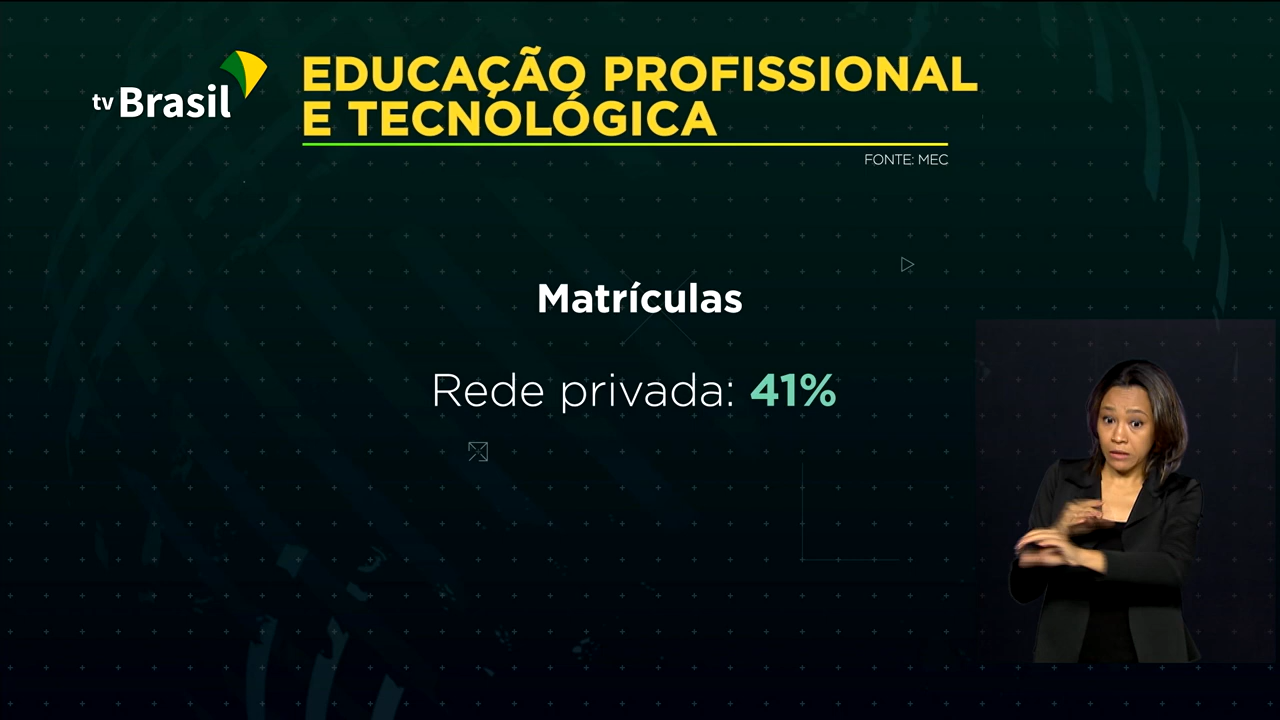 tv Brasil
EDUCAÇÃO PROFISSIONAL
E TECNOLÓGICA
FONTE: MEC
Matrículas
Rede privada: 41%